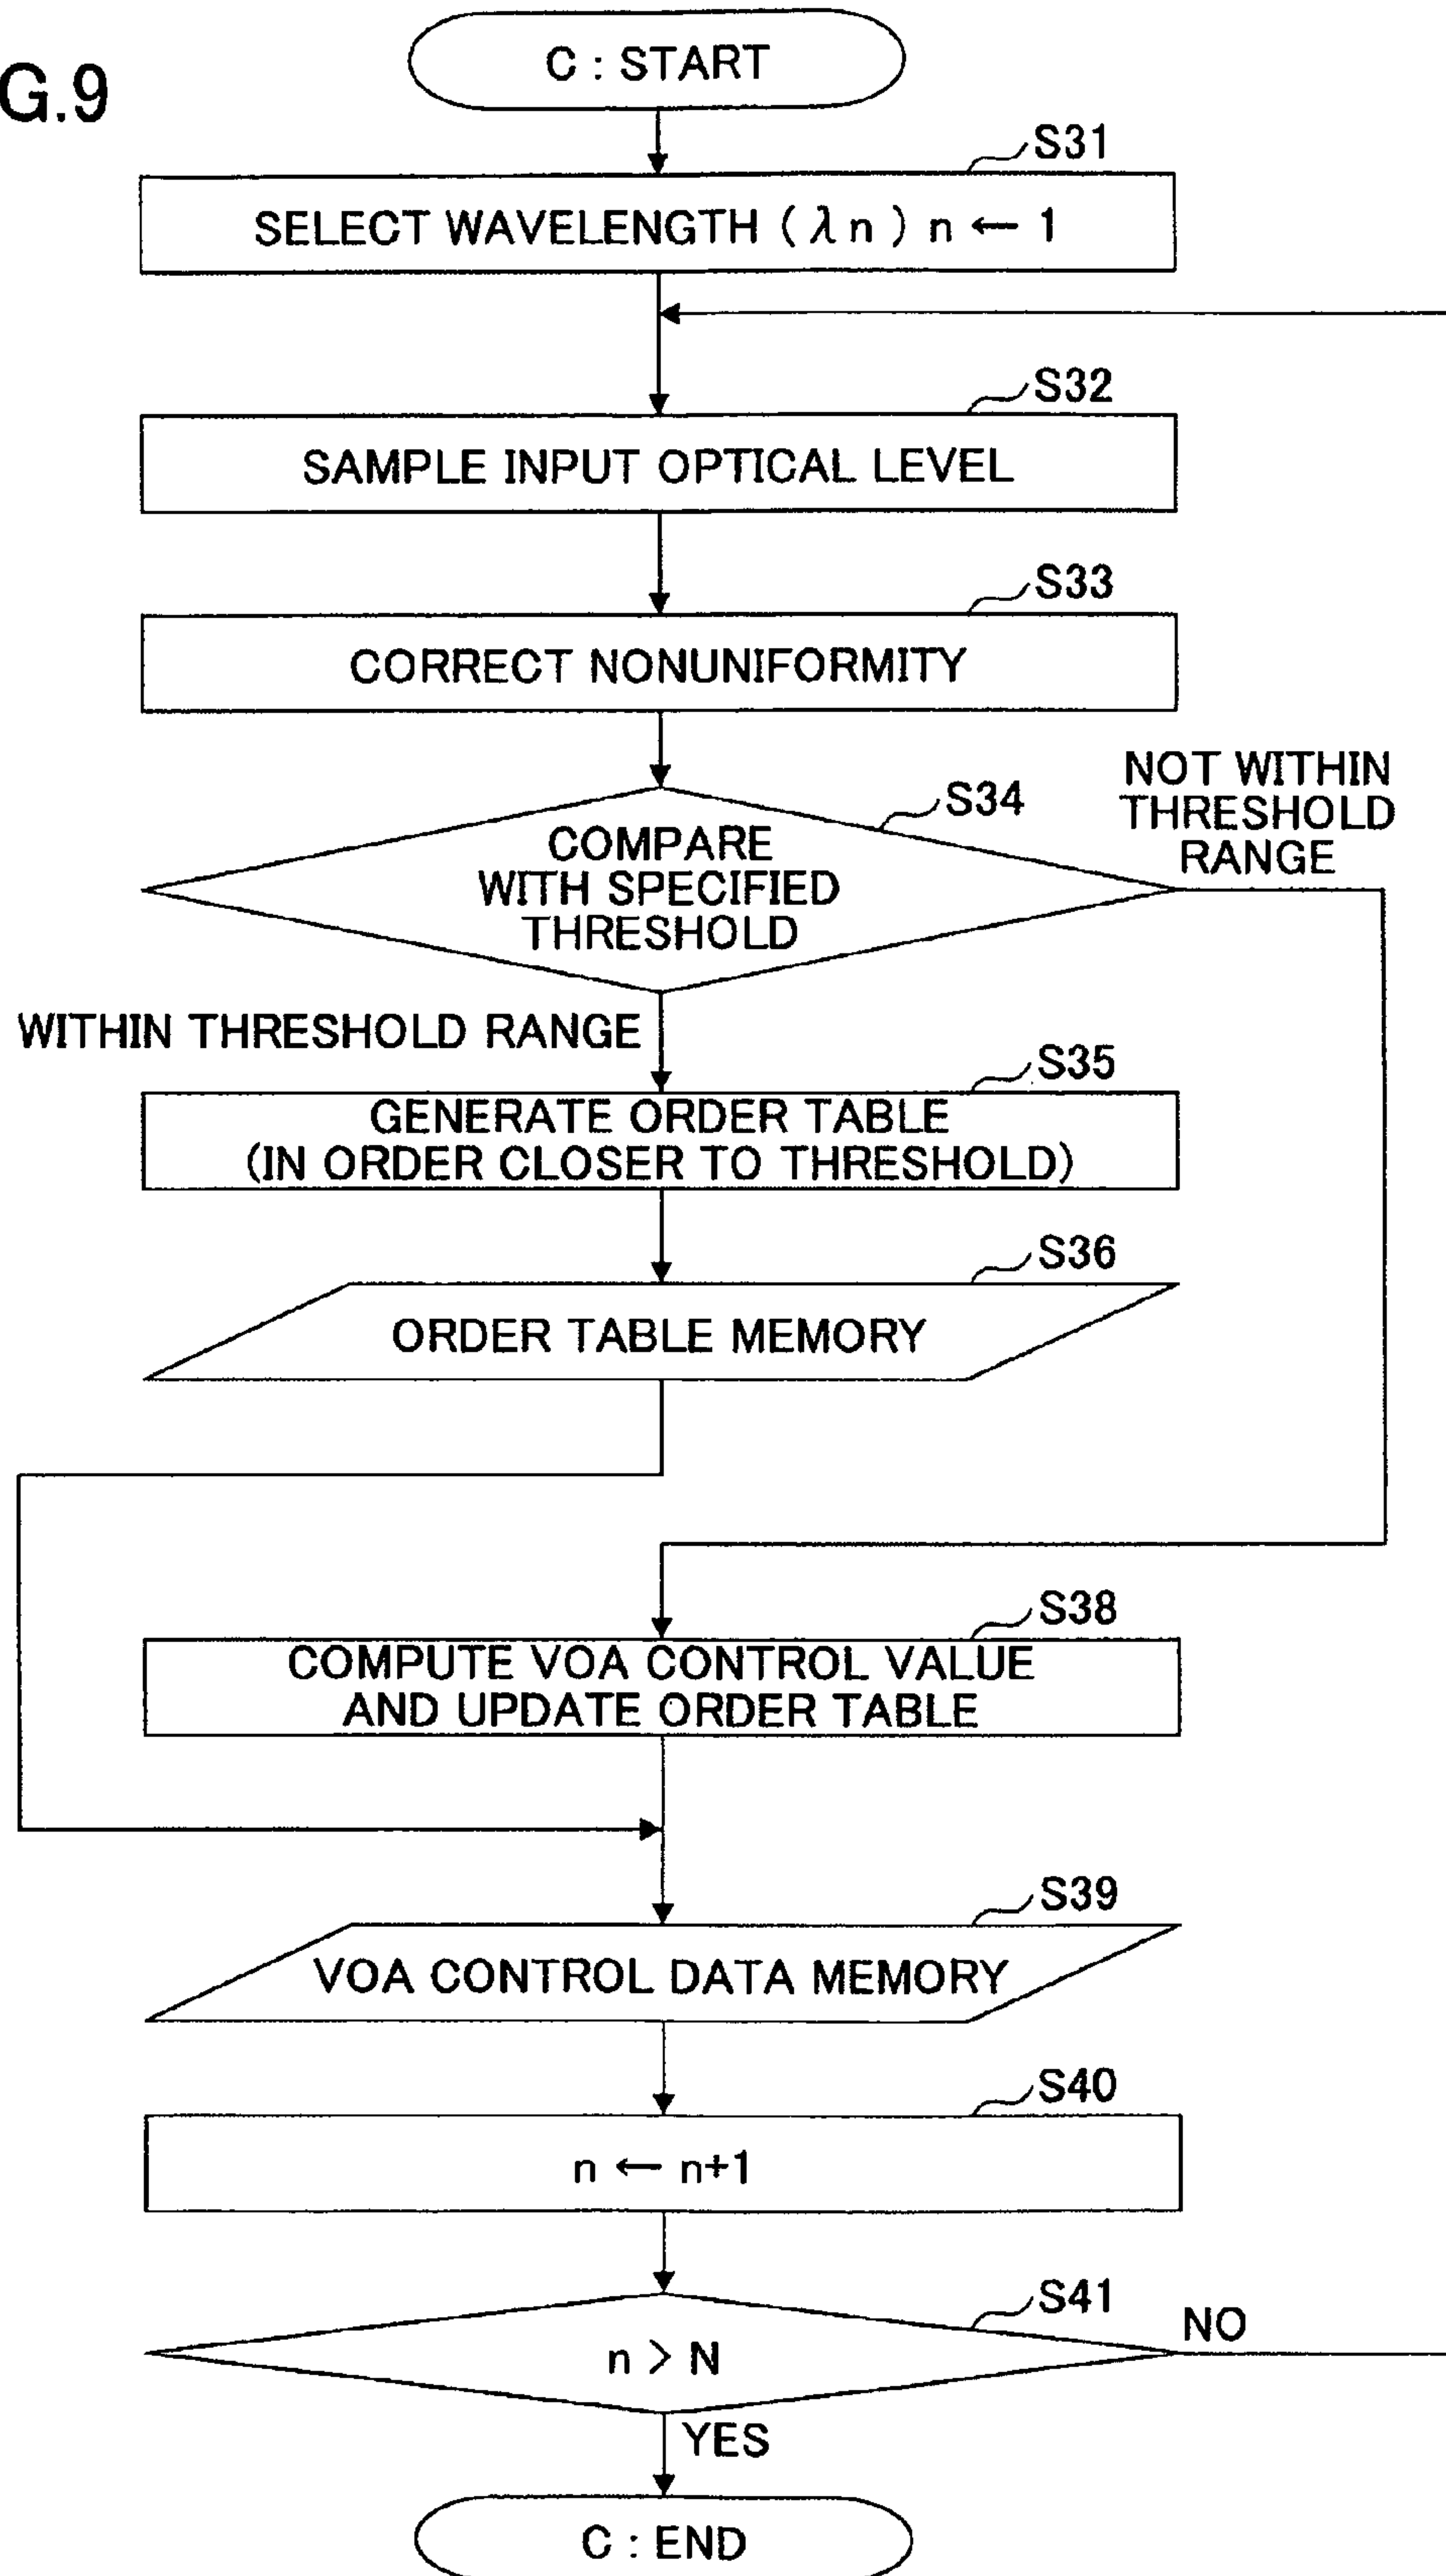 G.9
C : START
S31
SELECT WAVELENGTH ( λ n ) n ← 1
S32
SAMPLE INPUT OPTICAL LEVEL
S33
CORRECT NONUNIFORMITY
S34
COMPARE
WITH SPECIFIED
THRESHOLD
NOT WITHIN
THRESHOLD
RANGE
WITHIN THRESHOLD RANGE
S35
GENERATE ORDER TABLE
(IN ORDER CLOSER TO THRESHOLD)
S36
ORDER TABLE MEMORY
S38
COMPUTE VOA CONTROL VALUE
AND UPDATE ORDER TABLE
S39
VOA CONTROL DATA MEMORY
S40
n ← n+1
S41
n > N
NO
YES
C : END